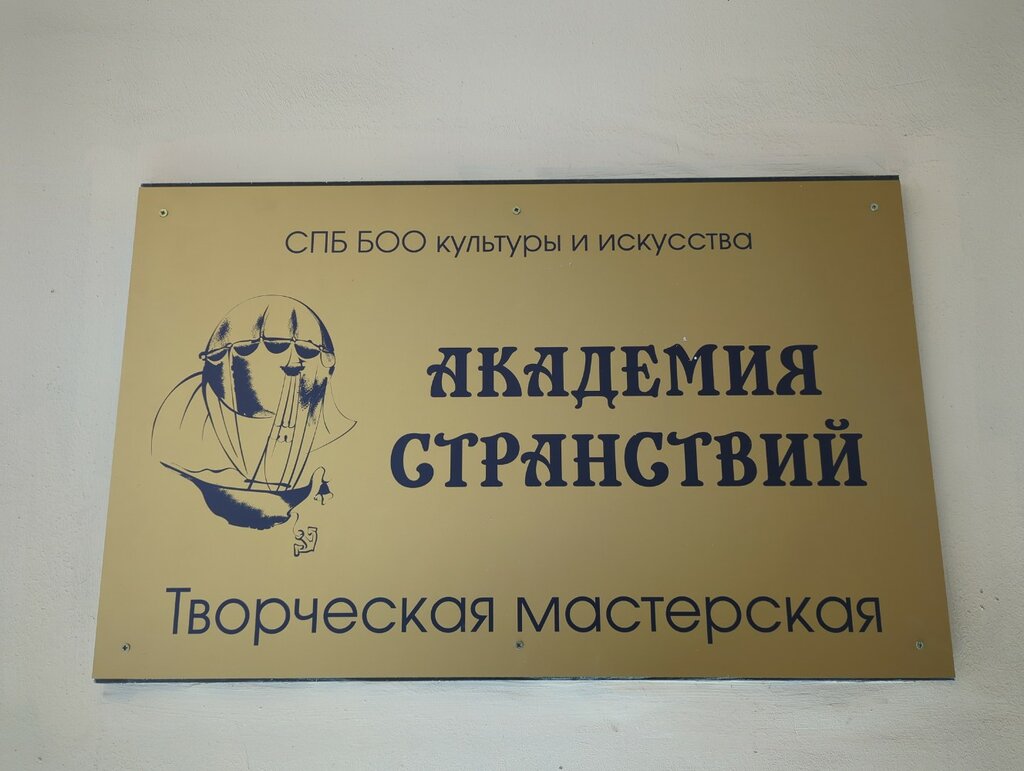 СПБ БОО культуры и искусства
АКАДЕМИЯ
СТРАНСТВИЙ
Творческая мастерская